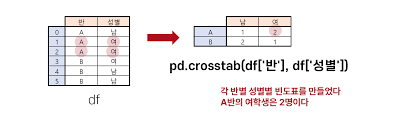 반 성별
0 A 남
1 A 여
2 A 여
3 B 여
4 B 남
5 B 남
df
남 여
A 1 2
B 2 1
pd.crosstab(df['반'], df['성별'])
각 반별 성별별 빈도표를 만들었다
A반의 여학생은 2명이다